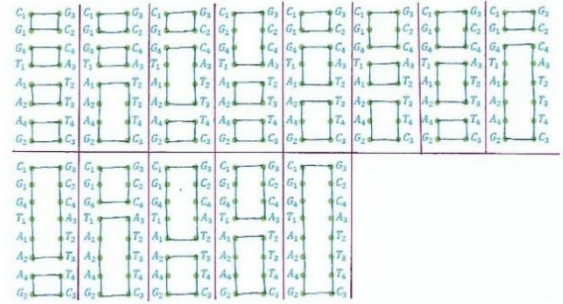 C₁ G₃ C₁ G₃ C₁ G₃ C₁ G₃ C₁ G₃ C₁ G₃ C₁ G₃ C₁ G₃
G₁ C₂ G₁ C₂ G₁ C₂ G₁ C₂ G₁ C₂ G₁ C₂ G₁ C₂ G₁ C₂
G₄ C₄ G₄ C₄ G₄ C₄ G₄ C₄ G₄ C₄ G₄ C₄ G₄ C₄ G₄ C₄
T₁ A₃ T₁ A₃ T₁ A₃ T₁ A₃ T₁ A₃ T₁ A₃ T₁ A₃ T₁ A₃
A₁ T₂ A₁ T₂ A₁ T₂ A₁ T₂ A₁ T₂ A₁ T₂ A₁ T₂ A₁ T₂
A₂ T₃ A₂ T₃ A₂ T₃ A₂ T₃ A₂ T₃ A₂ T₃ A₂ T₃ A₂ T₃
A₄ T₄ A₄ T₄ A₄ T₄ A₄ T₄ A₄ T₄ A₄ T₄ A₄ T₄ A₄ T₄
G₂ C₃ G₂ C₃ G₂ C₃ G₂ C₃ G₂ C₃ G₂ C₃ G₂ C₃ G₂ C₃
C₁ G₃ C₁ G₃ C₁ G₃ C₁ G₃ C₁ G₃
G₁ C₂ G₁ C₂ G₁ C₂ G₁ C₂ G₁ C₂
G₄ C₄ G₄ C₄ G₄ C₄ G₄ C₄ G₄ C₄
T₁ A₃ T₁ A₃ T₁ A₃ T₁ A₃ T₁ A₃
A₁ T₂ A₁ T₂ A₁ T₂ A₁ T₂ A₁ T₂
A₂ T₃ A₂ T₃ A₂ T₃ A₂ T₃ A₂ T₃
A₄ T₄ A₄ T₄ A₄ T₄ A₄ T₄ A₄ T₄
G₂ C₃ G₂ C₃ G₂ C₃ G₂ C₃ G₂ C₃